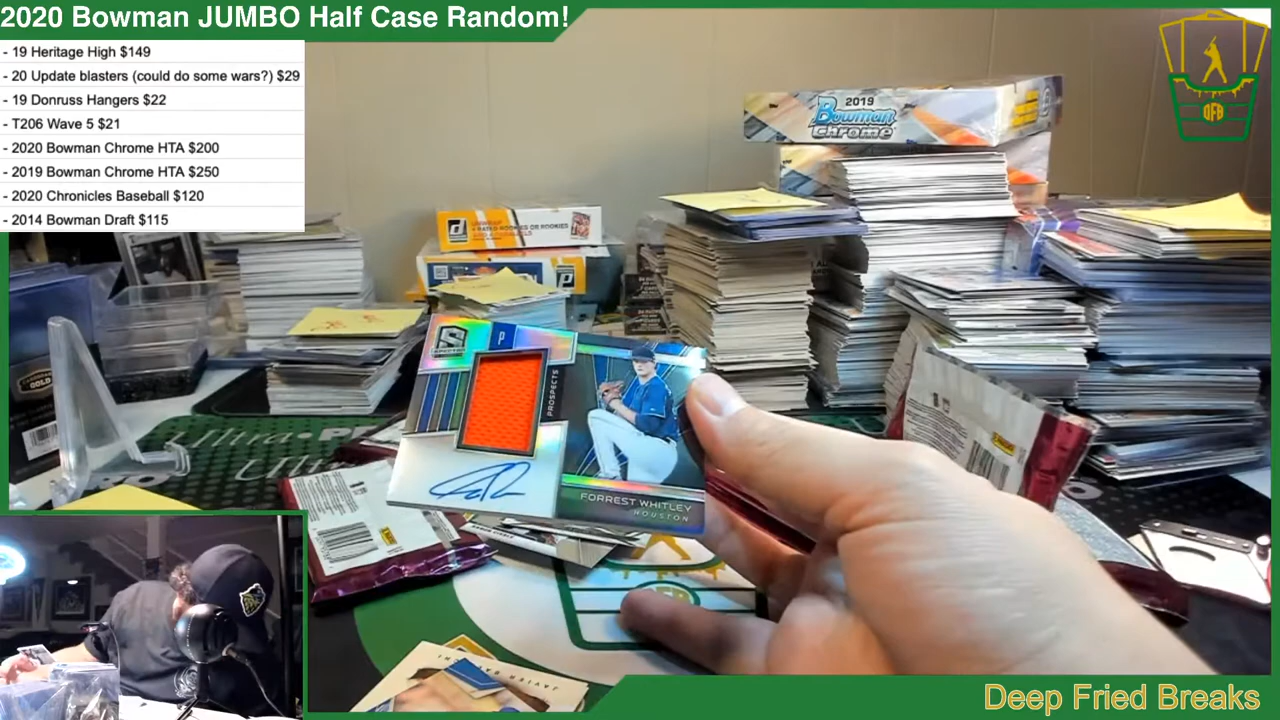 2020 Bowman JUMBO Half Case Random!
- 19 Heritage High $149
- 20 Update blasters (could do some wars?) $29
- 19 Donruss Hangers $22
- T206 Wave 5 $21
- 2020 Bowman Chrome HTA $200
- 2019 Bowman Chrome HTA $250
- 2020 Chronicles Baseball $120
- 2014 Bowman Draft $115
DFB
2019
Bowman
Chrome
P
PROSPECTS
FORREST WHITLEY
HOUSTON
Ultra
DFB
JAVIER
Deep Fried Breaks